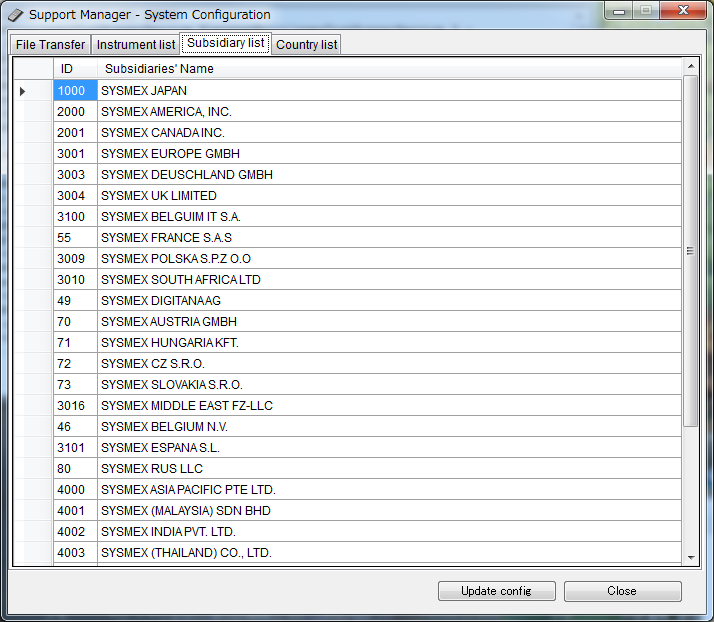 Support Manager - System Configuration
File Transfer Instrument list Subsidiary list Country list
ID Subsidiaries' Name
1000 SYSMEX JAPAN
2000 SYSMEX AMERICA, INC.
2001 SYSMEX CANADA INC.
3001 SYSMEX EUROPE GMBH
3003 SYSMEX DEUSCHLAND GMBH
3004 SYSMEX UK LIMITED
3100 SYSMEX BELGUIM IT S.A.
55 SYSMEX FRANCE S.A.S
3009 SYSMEX POLSKA S.P.Z O.O
3010 SYSMEX SOUTH AFRICA LTD
49 SYSMEX DIGITANA AG
70 SYSMEX AUSTRIA GMBH
71 SYSMEX HUNGARIA KFT.
72 SYSMEX CZ S.R.O.
73 SYSMEX SLOVAKIA S.R.O.
3016 SYSMEX MIDDLE EAST FZ-LLC
46 SYSMEX BELGIUM N.V.
3101 SYSMEX ESPANA S.L.
80 SYSMEX RUS LLC
4000 SYSMEX ASIA PACIFIC PTE LTD.
4001 SYSMEX (MALAYSIA) SDN BHD
4002 SYSMEX INDIA PVT. LTD.
4003 SYSMEX (THAILAND) CO., LTD.
Update config Close